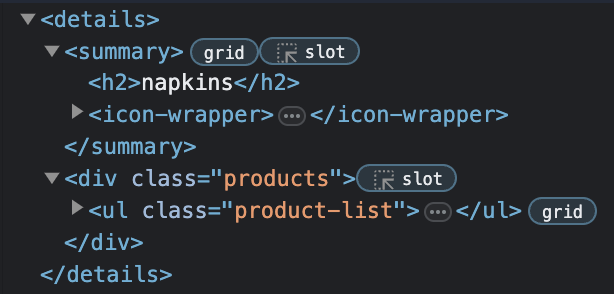 <details>
<summary> grid slot
<h2>napkins</h2>
<icon-wrapper> … </icon-wrapper>
</summary>
<div class="products"> slot
<ul class="product-list"> … </ul> grid
</div>
</details>